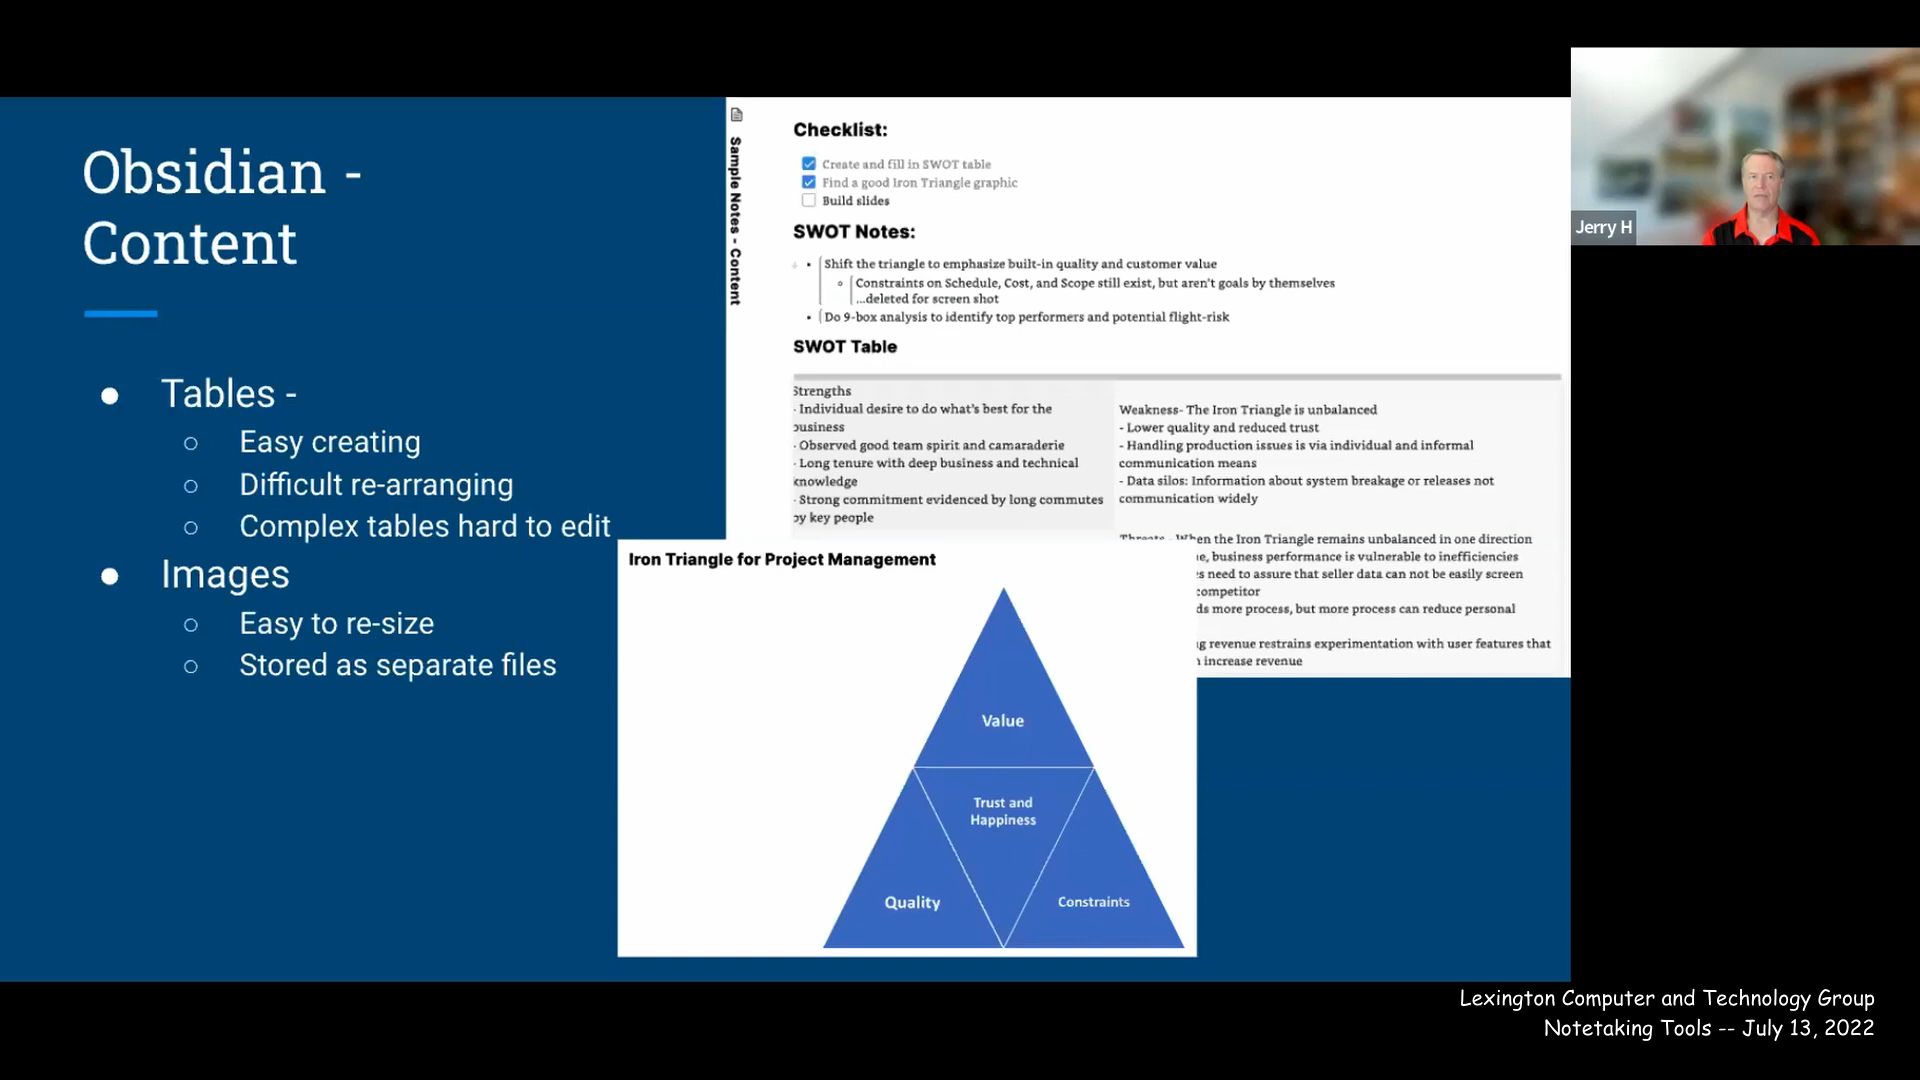 Obsidian -
Content
● Tables -
○ Easy creating
○ Difficult re-arranging
○ Complex tables hard to edit
● Images
○ Easy to re-size
○ Stored as separate files
Sample Notes - Content
Checklist:
Create and fill in SWOT table
Find a good Iron Triangle graphic
Build slides
SWOT Notes:
• Shift the triangle to emphasize built-in quality and customer value
○ Constraints on Schedule, Cost, and Scope still exist, but aren't goals by themselves
...deleted for screen shot
• Do 9-box analysis to identify top performers and potential flight-risk
SWOT Table
Strengths
- Individual desire to do what's best for the
business
- Observed good team spirit and camaraderie
- Long tenure with deep business and technical
knowledge
- Strong commitment evidenced by long commutes
by key people
Weakness- The Iron Triangle is unbalanced
- Lower quality and reduced trust
- Handling production issues is via individual and informal
communication means
- Data silos: Information about system breakage or releases not
communication widely
Threats - When the Iron Triangle remains unbalanced in one direction
business performance is vulnerable to inefficiencies
need to assure that seller data can not be easily screen
competitor
more process, but more process can reduce personal
revenue restrains experimentation with user features that
increase revenue
Iron Triangle for Project Management
Value
Trust and
Happiness
Quality
Constraints
Jerry H
Lexington Computer and Technology Group
Notetaking Tools -- July 13, 2022